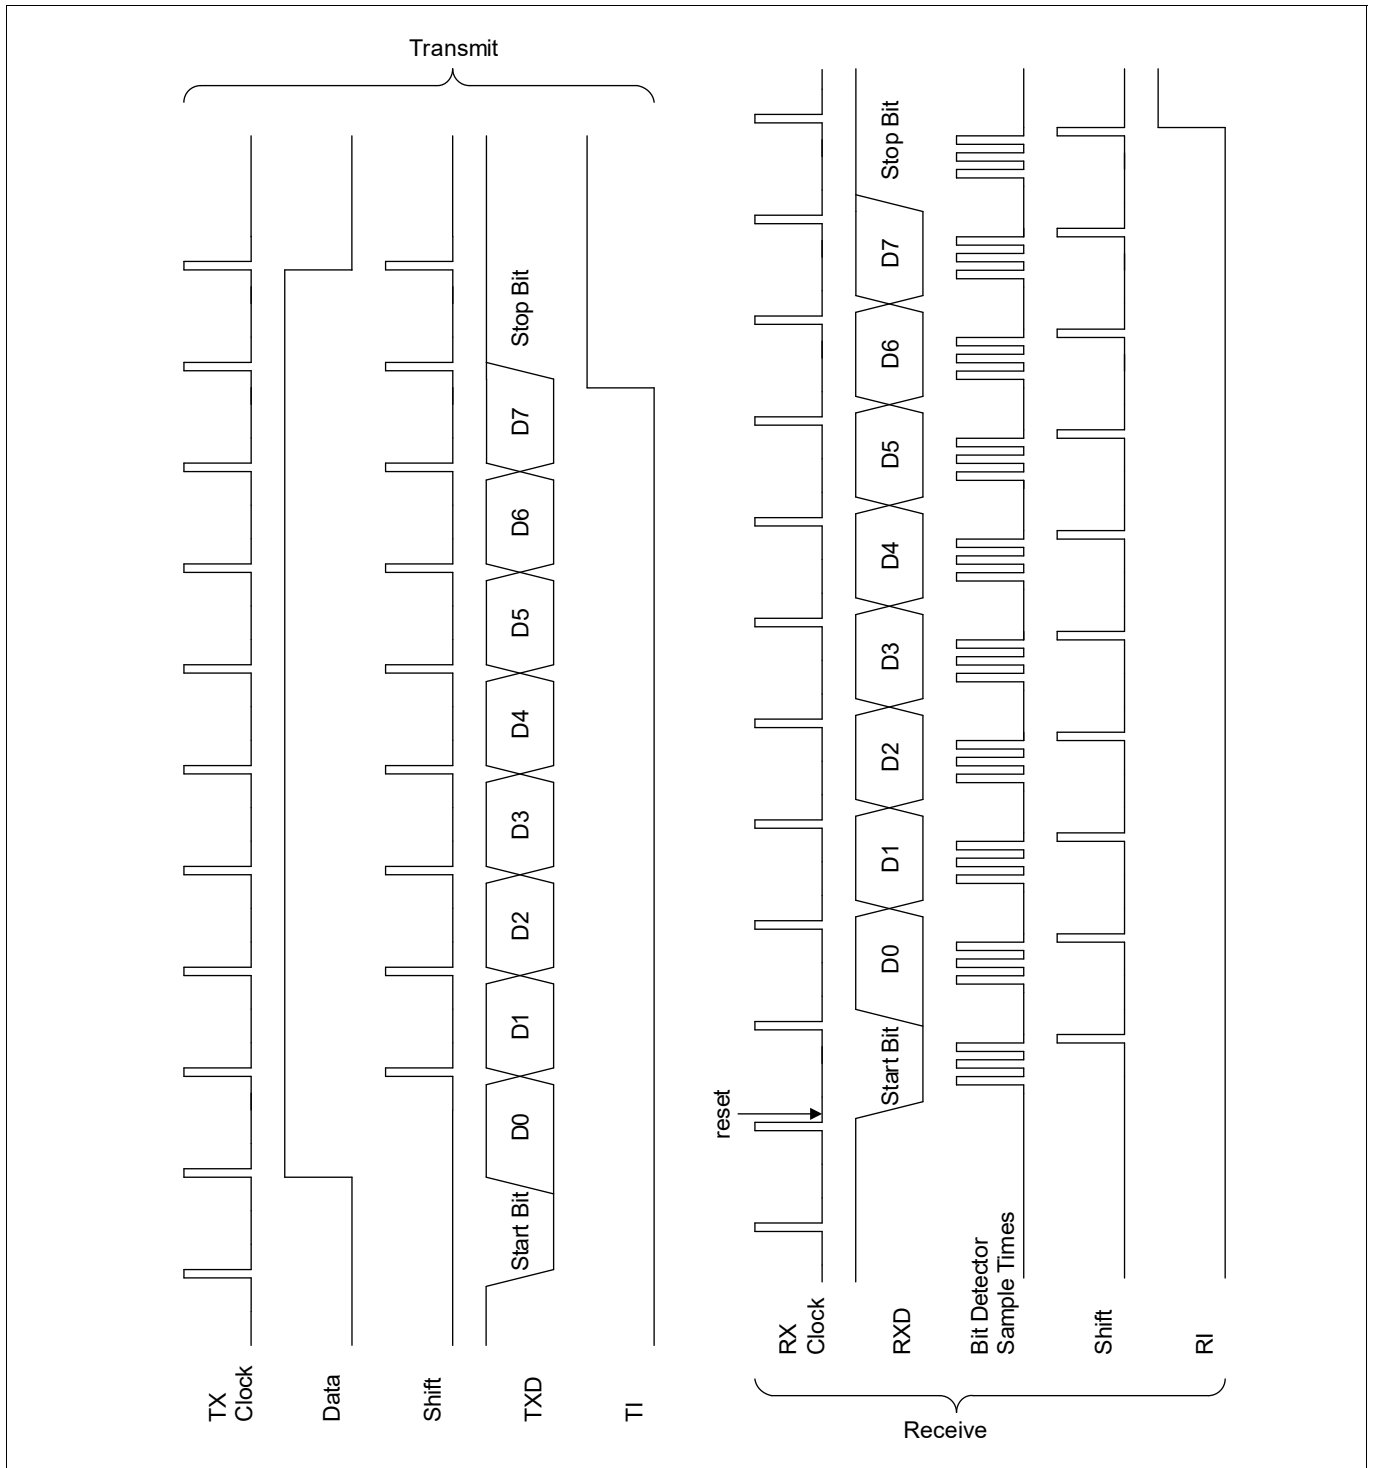 Transmit
TX
Clock
Data
Shift
TXD
Start Bit
D0
D1
D2
D3
D4
D5
D6
D7
Stop Bit
TI
RX
Clock
reset
RXD
Start Bit
D0
D1
D2
D3
D4
D5
D6
D7
Stop Bit
Bit Detector
Sample Times
Shift
RI
Receive